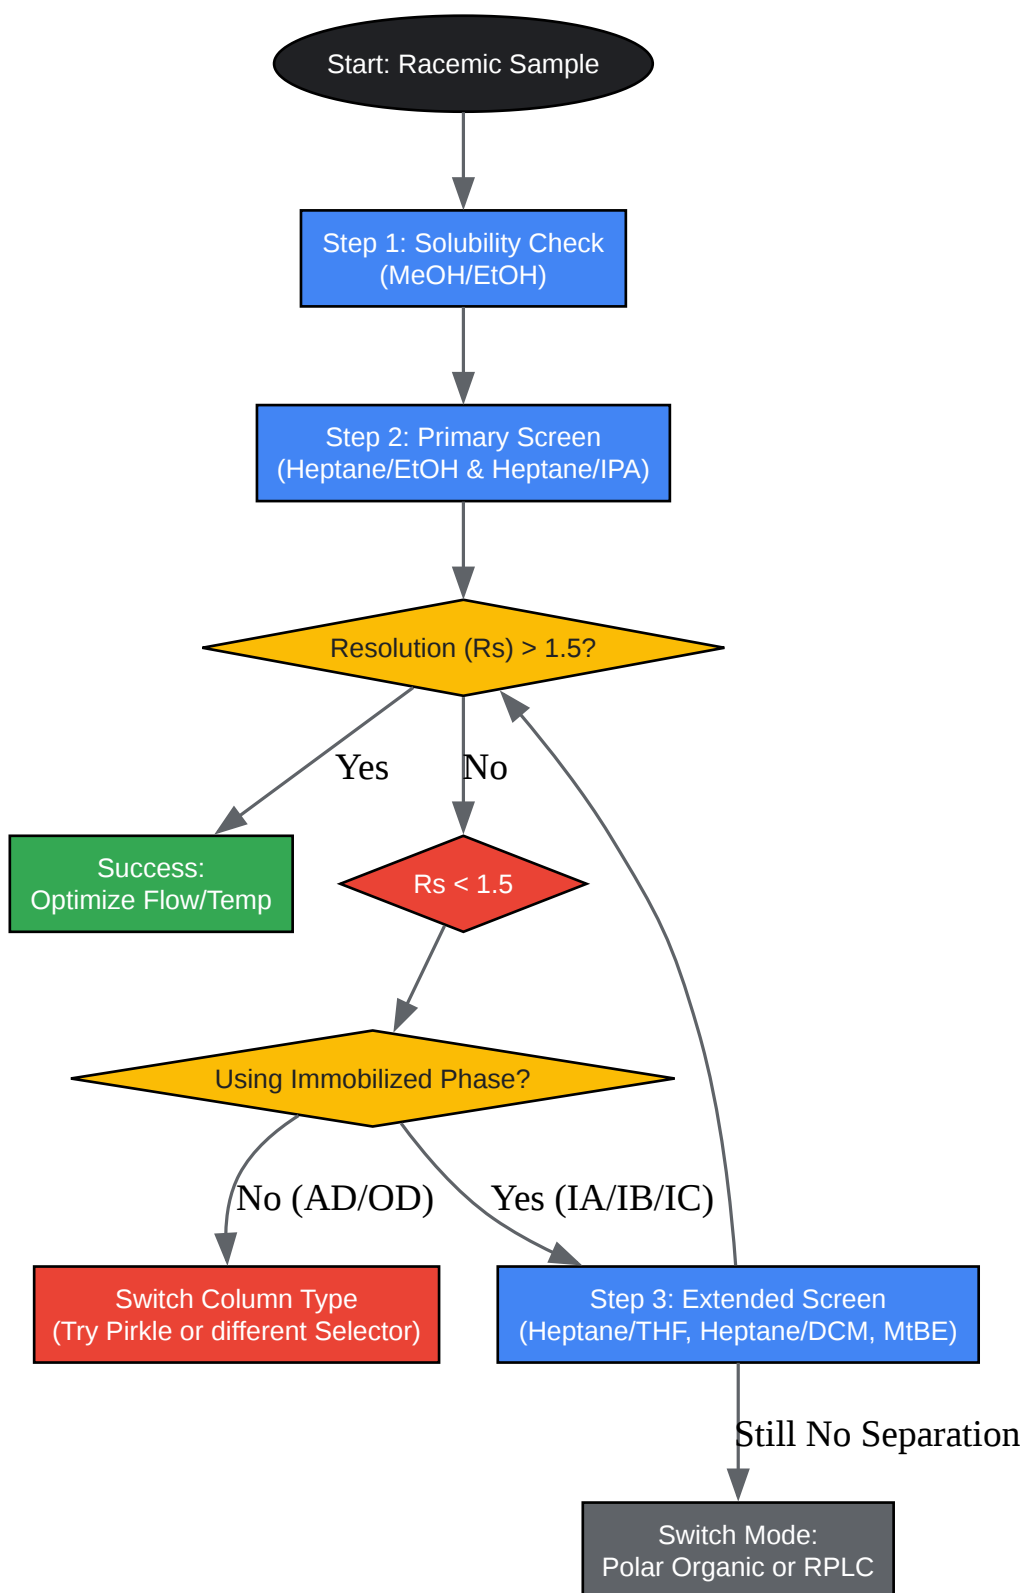 Start: Racemic Sample
Step 1: Solubility Check
(MeOH/EtOH)
Step 2: Primary Screen
(Heptane/EtOH & Heptane/IPA)
Resolution (Rs) > 1.5?
Yes
No
Success:
Optimize Flow/Temp
Rs < 1.5
Using Immobilized Phase?
No (AD/OD)
Yes (IA/IB/IC)
Switch Column Type
(Try Pirkle or different Selector)
Step 3: Extended Screen
(Heptane/THF, Heptane/DCM, MtBE)
Still No Separation
Switch Mode:
Polar Organic or RPLC